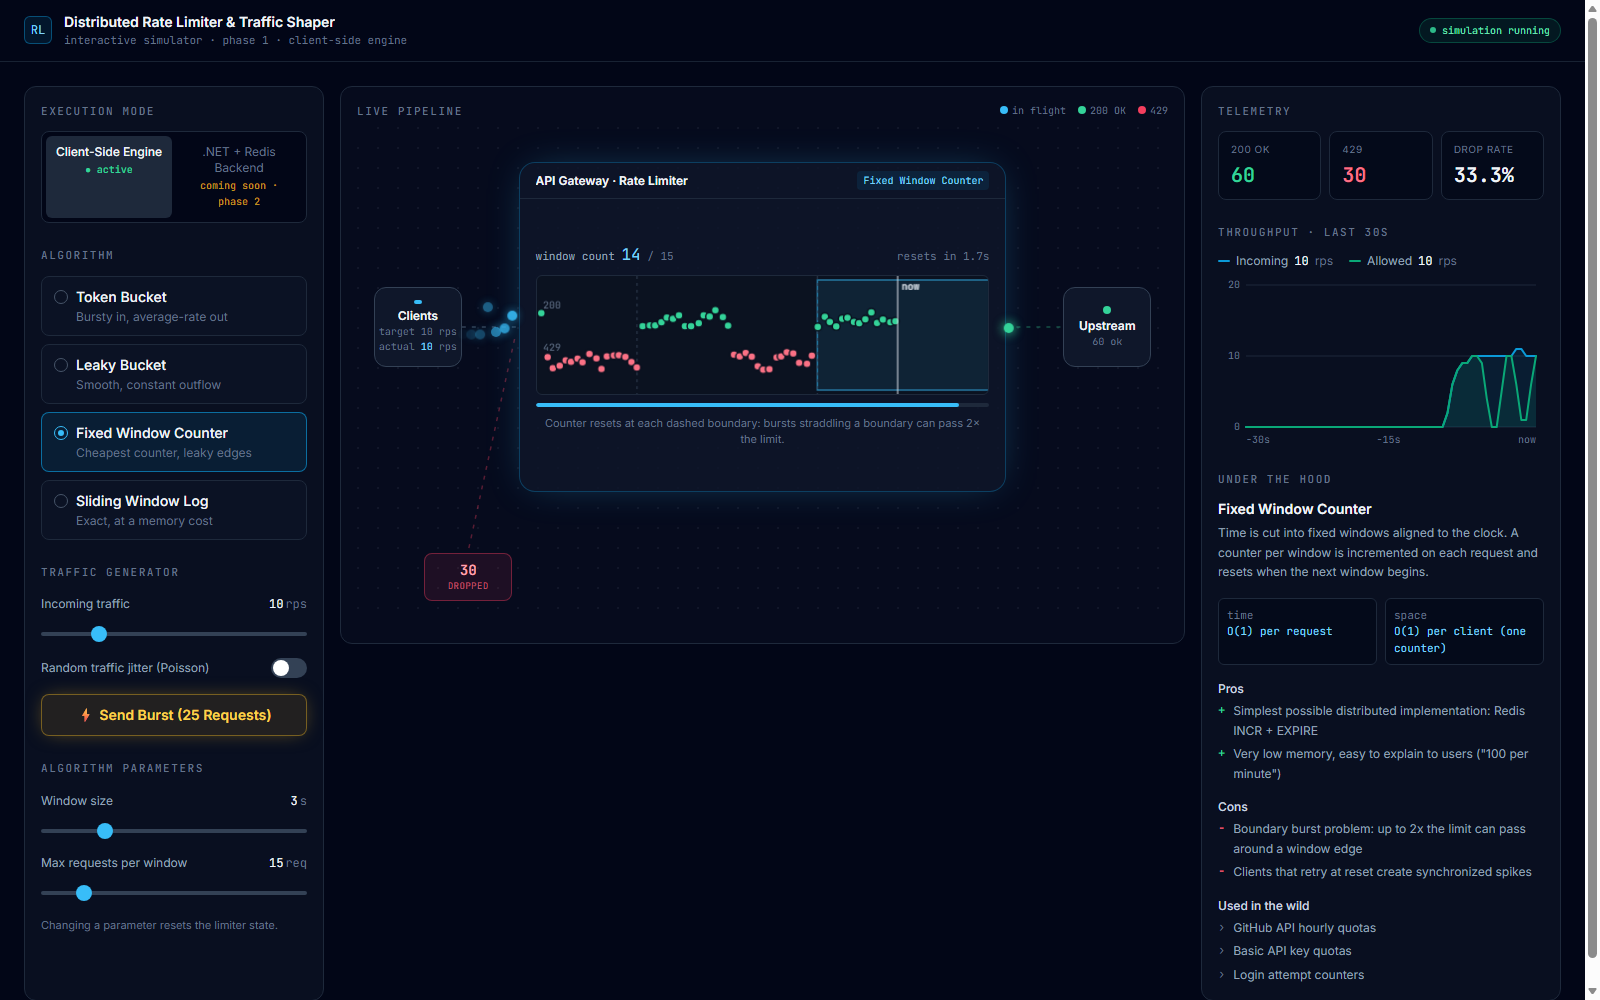 RL
Distributed Rate Limiter & Traffic Shaper
interactive simulator · phase 1 · client-side engine
simulation running
EXECUTION MODE
Client-Side Engine
active
.NET + Redis
Backend
coming soon ·
phase 2
ALGORITHM
Token Bucket
Bursty in, average-rate out
Leaky Bucket
Smooth, constant outflow
Fixed Window Counter
Cheapest counter, leaky edges
Sliding Window Log
Exact, at a memory cost
TRAFFIC GENERATOR
Incoming traffic
10 rps
Random traffic jitter (Poisson)
Send Burst (25 Requests)
ALGORITHM PARAMETERS
Window size
3 s
Max requests per window
15 req
Changing a parameter resets the limiter state.
LIVE PIPELINE
in flight
200 OK
429
API Gateway · Rate Limiter
Fixed Window Counter
window count 14 / 15
resets in 1.7s
now
200
429
Counter resets at each dashed boundary: bursts straddling a boundary can pass 2×
the limit.
Clients
target 10 rps
actual 10 rps
Upstream
60 ok
30
DROPPED
TELEMETRY
200 OK
60
429
30
DROP RATE
33.3%
THROUGHPUT · LAST 30S
Incoming 10 rps
Allowed 10 rps
20
10
0
-30s
-15s
now
UNDER THE HOOD
Fixed Window Counter
Time is cut into fixed windows aligned to the clock. A
counter per window is incremented on each request and
resets when the next window begins.
time
O(1) per request
space
O(1) per client (one
counter)
Pros
+ Simplest possible distributed implementation: Redis
INCR + EXPIRE
+ Very low memory, easy to explain to users ("100 per
minute")
Cons
- Boundary burst problem: up to 2x the limit can pass
around a window edge
- Clients that retry at reset create synchronized spikes
Used in the wild
› GitHub API hourly quotas
› Basic API key quotas
› Login attempt counters